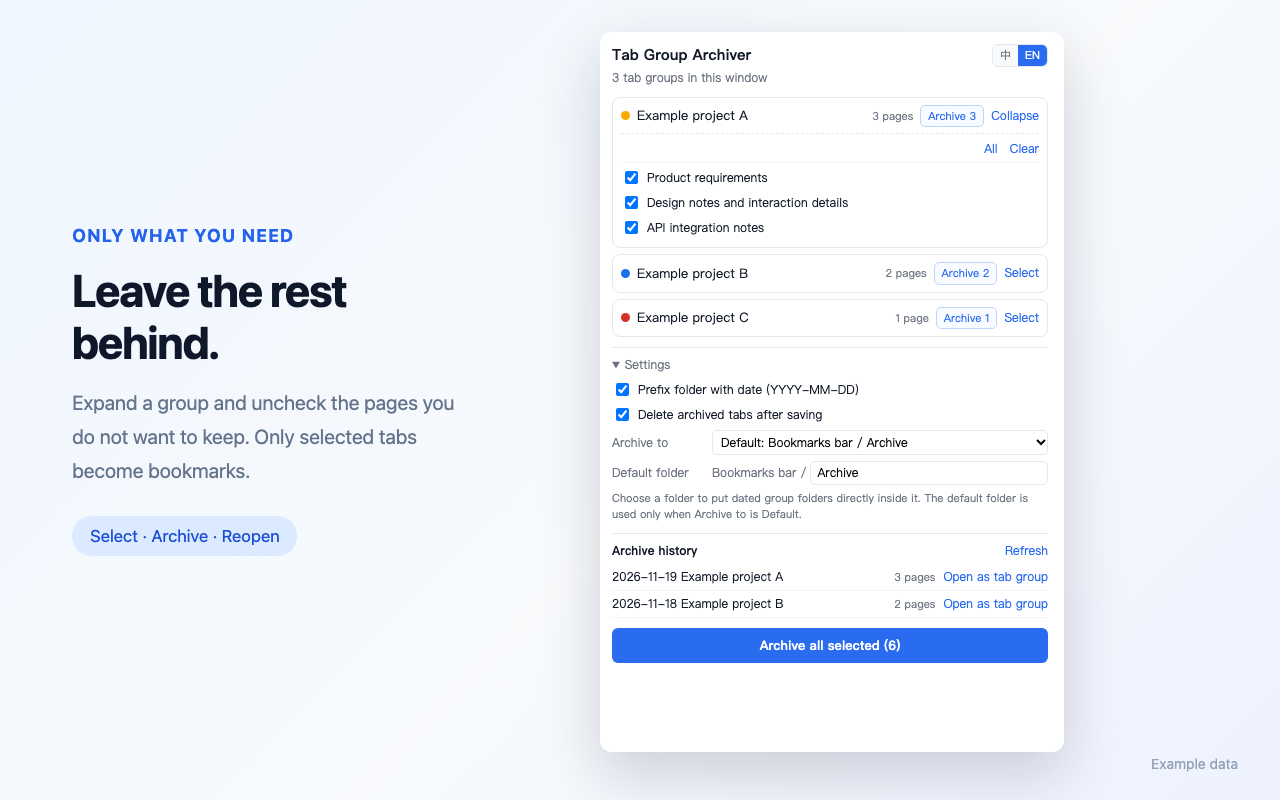 ONLY WHAT YOU NEED
Leave the rest
behind.
Expand a group and uncheck the pages you
do not want to keep. Only selected tabs
become bookmarks.
Select · Archive · Reopen
Tab Group Archiver
中 EN
3 tab groups in this window
Example project A 3 pages Archive 3 Collapse
All Clear
Product requirements
Design notes and interaction details
API integration notes
Example project B 2 pages Archive 2 Select
Example project C 1 page Archive 1 Select
▼ Settings
Prefix folder with date (YYYY-MM-DD)
Delete archived tabs after saving
Archive to Default: Bookmarks bar / Archive
Default folder Bookmarks bar / Archive
Choose a folder to put dated group folders directly inside it. The default folder is
used only when Archive to is Default.
Archive history Refresh
2026-11-19 Example project A 3 pages Open as tab group
2026-11-18 Example project B 2 pages Open as tab group
Archive all selected (6)
Example data